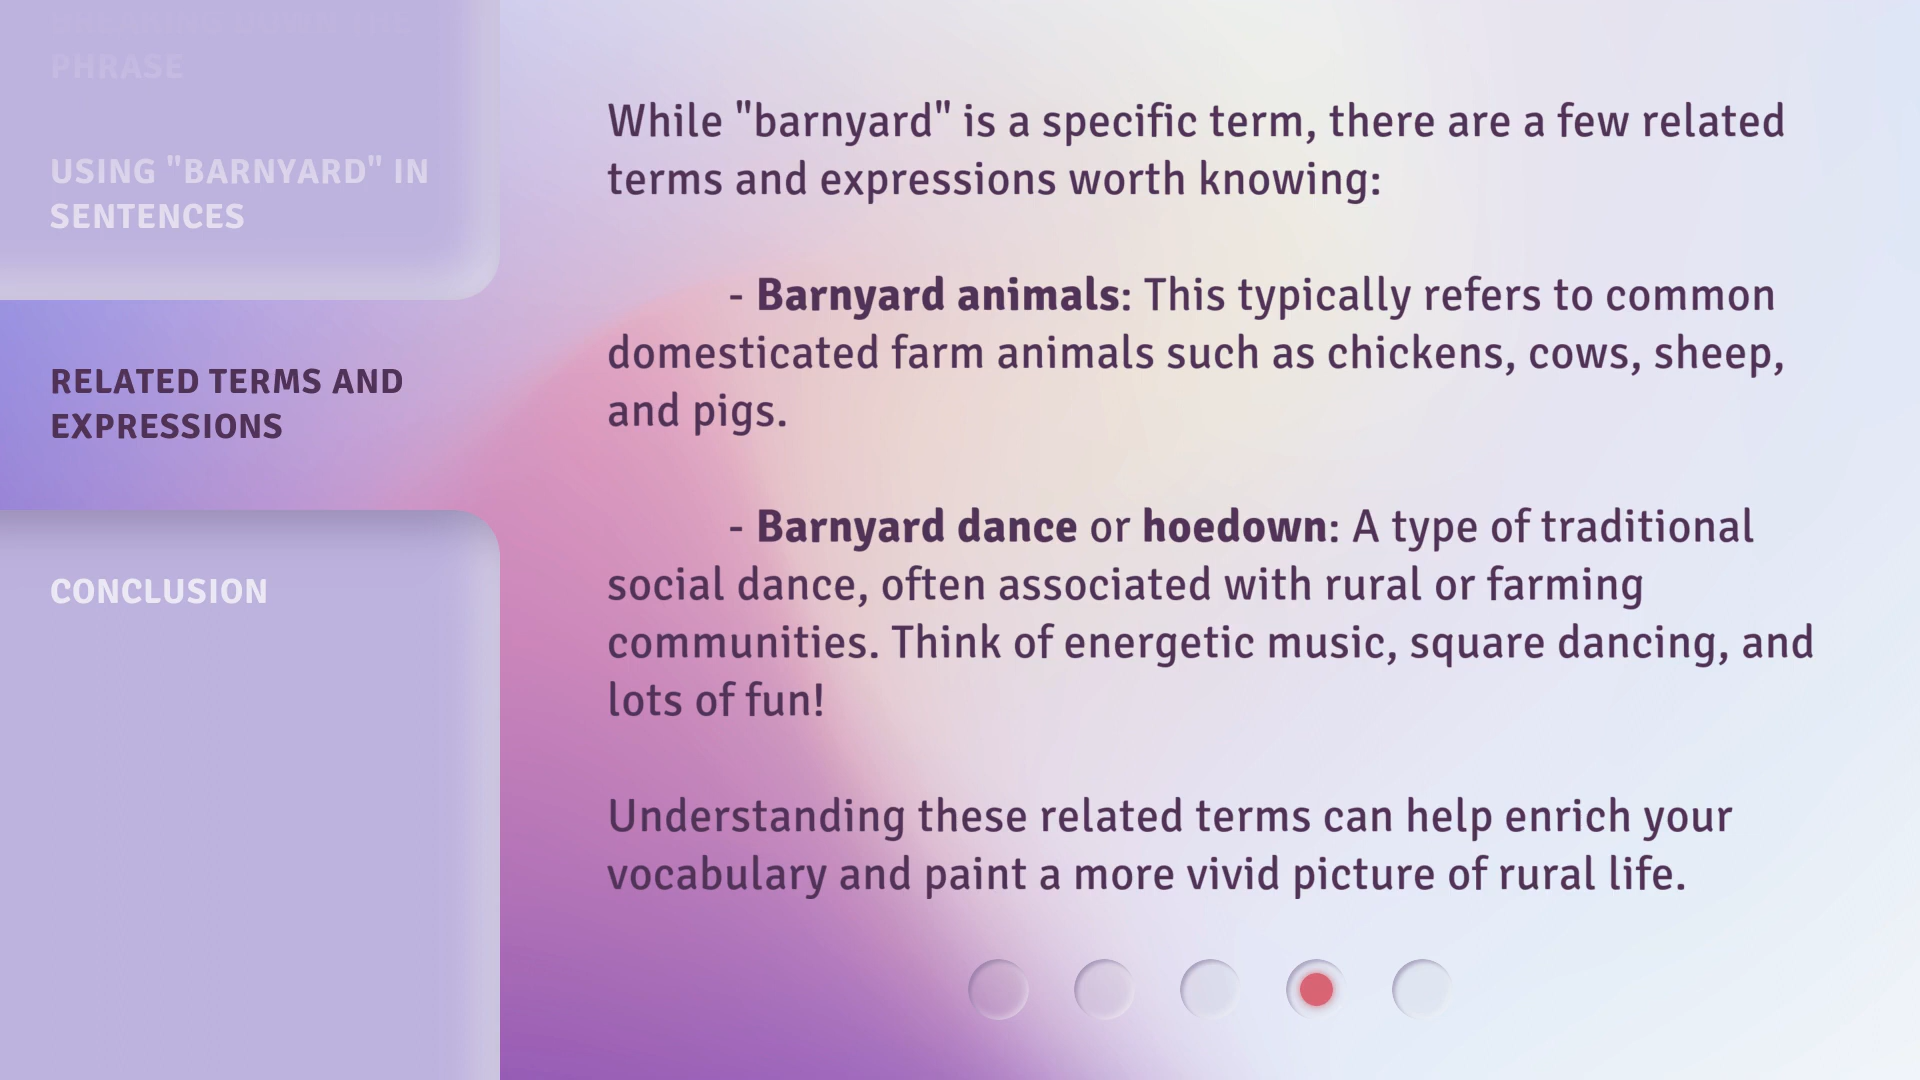 BREAKING DOWN THE
PHRASE
USING "BARNYARD" IN
SENTENCES
RELATED TERMS AND
EXPRESSIONS
CONCLUSION
While "barnyard" is a specific term, there are a few related
terms and expressions worth knowing:
- Barnyard animals: This typically refers to common
domesticated farm animals such as chickens, cows, sheep,
and pigs.
- Barnyard dance or hoedown: A type of traditional
social dance, often associated with rural or farming
communities. Think of energetic music, square dancing, and
lots of fun!
Understanding these related terms can help enrich your
vocabulary and paint a more vivid picture of rural life.